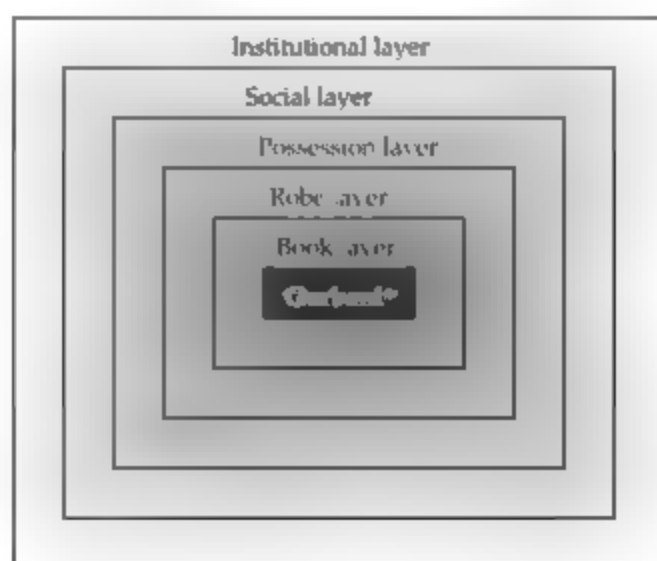 Institutional layer
Social layer
Possession layer
Robe layer
Book layer